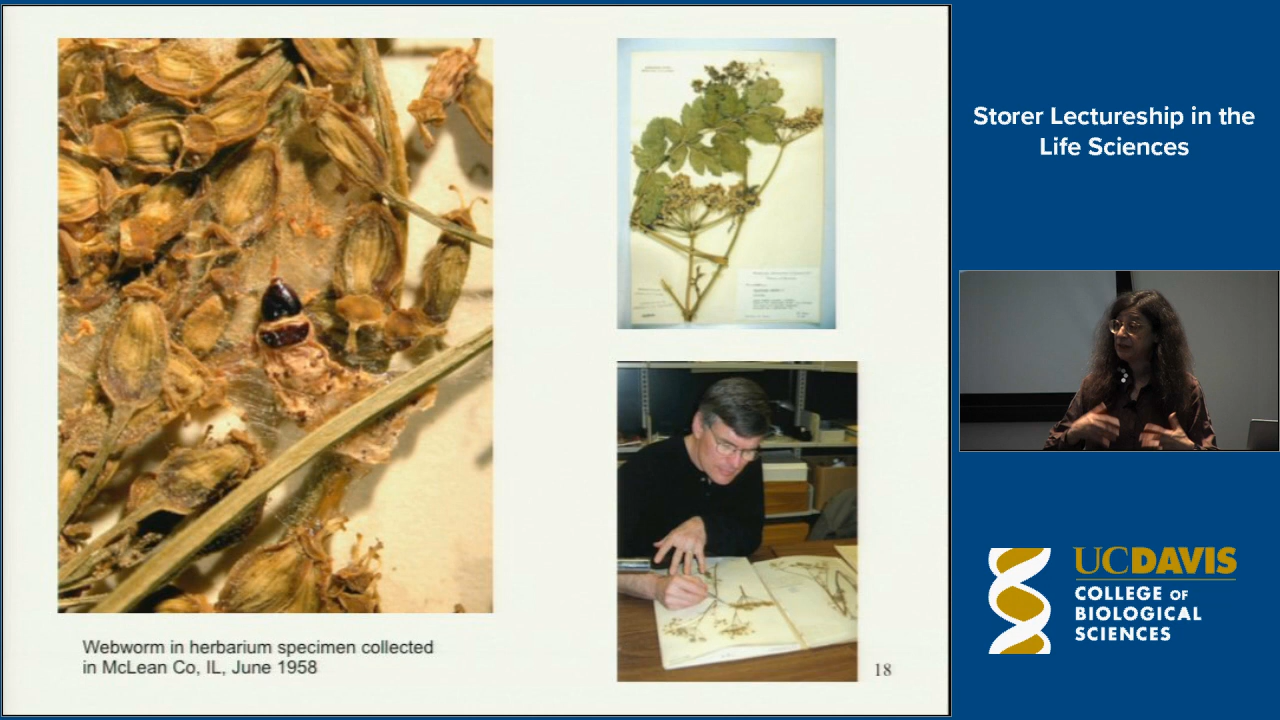 Webworm in herbarium specimen collected
in McLean Co, IL, June 1958
18
Storer Lectureship in the
Life Sciences
UCDAVIS
COLLEGE OF
BIOLOGICAL
SCIENCES